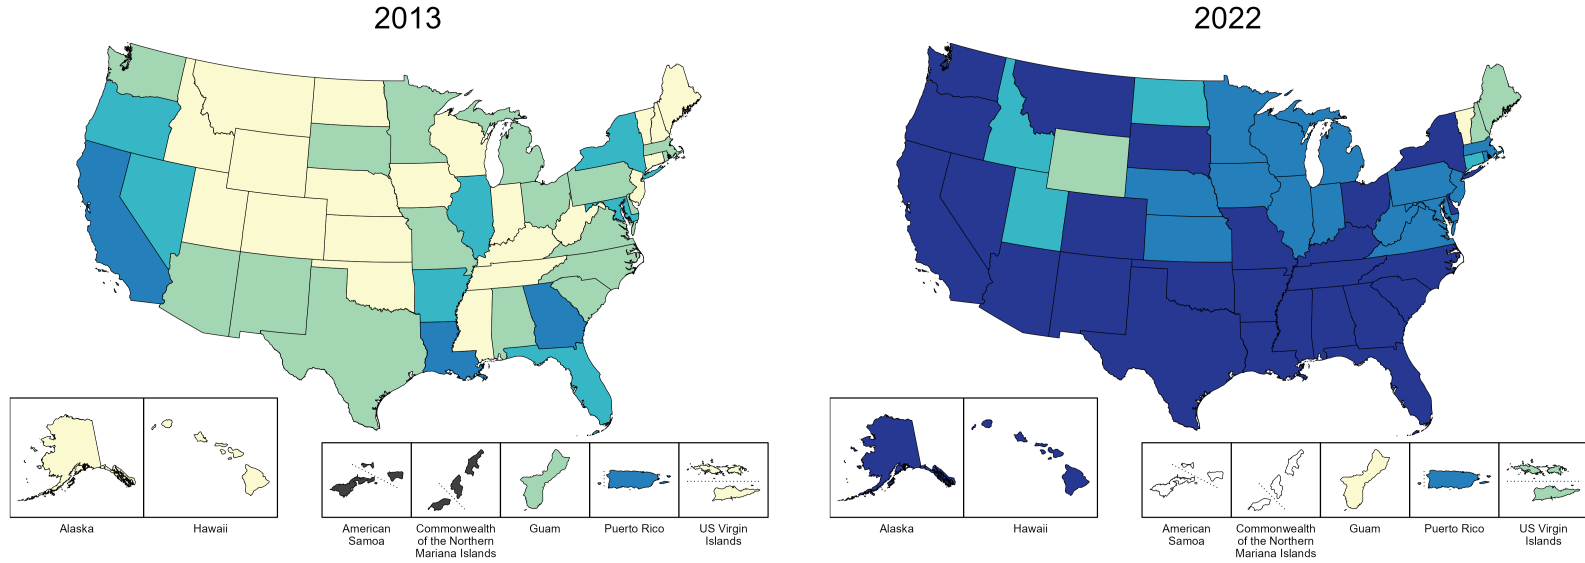 2013
2022
Alaska
Hawaii
American
Samoa
Commonwealth
of the Northern
Mariana Islands
Guam
Puerto Rico
US Virgin
Islands
Alaska
Hawaii
American
Samoa
Commonwealth
of the Northern
Mariana Islands
Guam
Puerto Rico
US Virgin
Islands